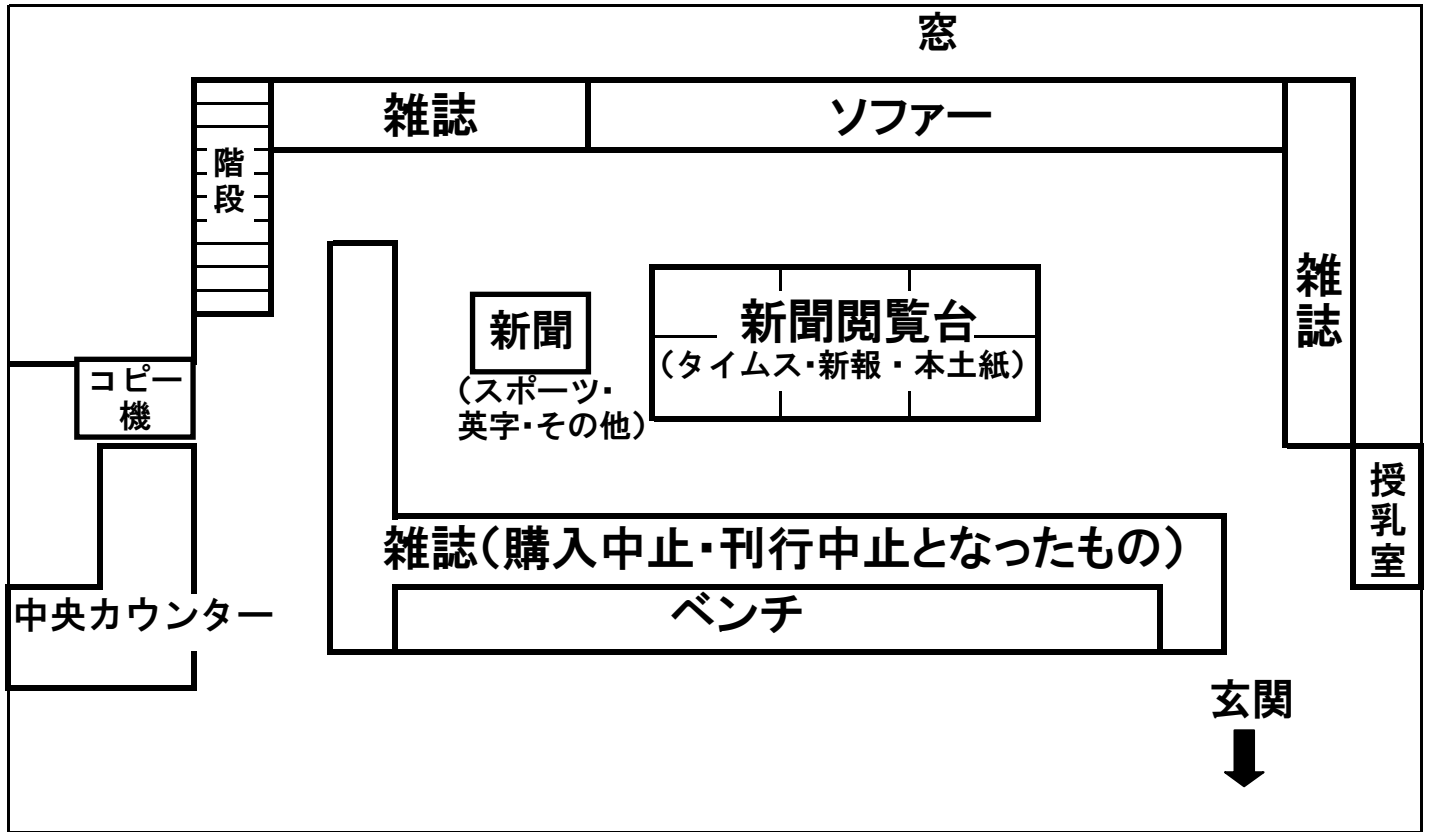 窓
雑誌
ソファー
階段
雑誌
新聞
(スポーツ・
英字・その他)
新聞閲覧台
(タイムス・新報・本土紙)
コピー
機
授乳室
雑誌(購入中止・刊行中止となったもの)
ベンチ
中央カウンター
玄関